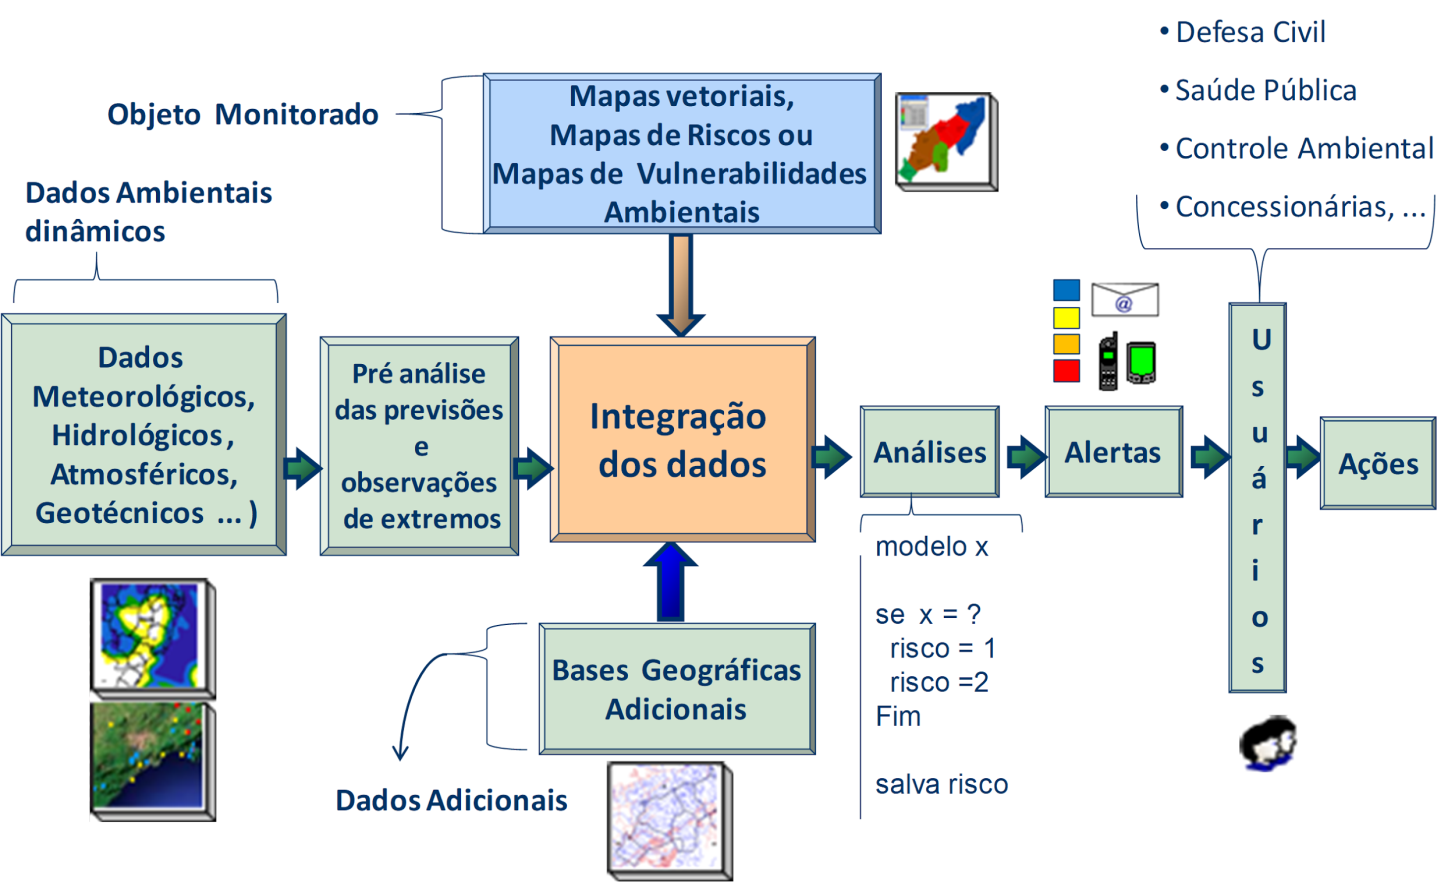 • Defesa Civil
• Saúde Pública
• Controle Ambiental
• Concessionárias, ...
Objeto Monitorado
Mapas vetoriais,
Mapas de Riscos ou
Mapas de Vulnerabilidades
Ambientais
Dados Ambientais
dinâmicos
Dados
Meteorológicos,
Hidrológicos,
Atmosféricos,
Geotécnicos ... )
Pré análise
das previsões
e
observações
de extremos
Integração
dos dados
Análises
@
Alertas
U
s
u
á
r
i
o
s
Ações
modelo x
se x = ?
risco = 1
risco =2
Fim
salva risco
Bases Geográficas
Adicionais
Dados Adicionais